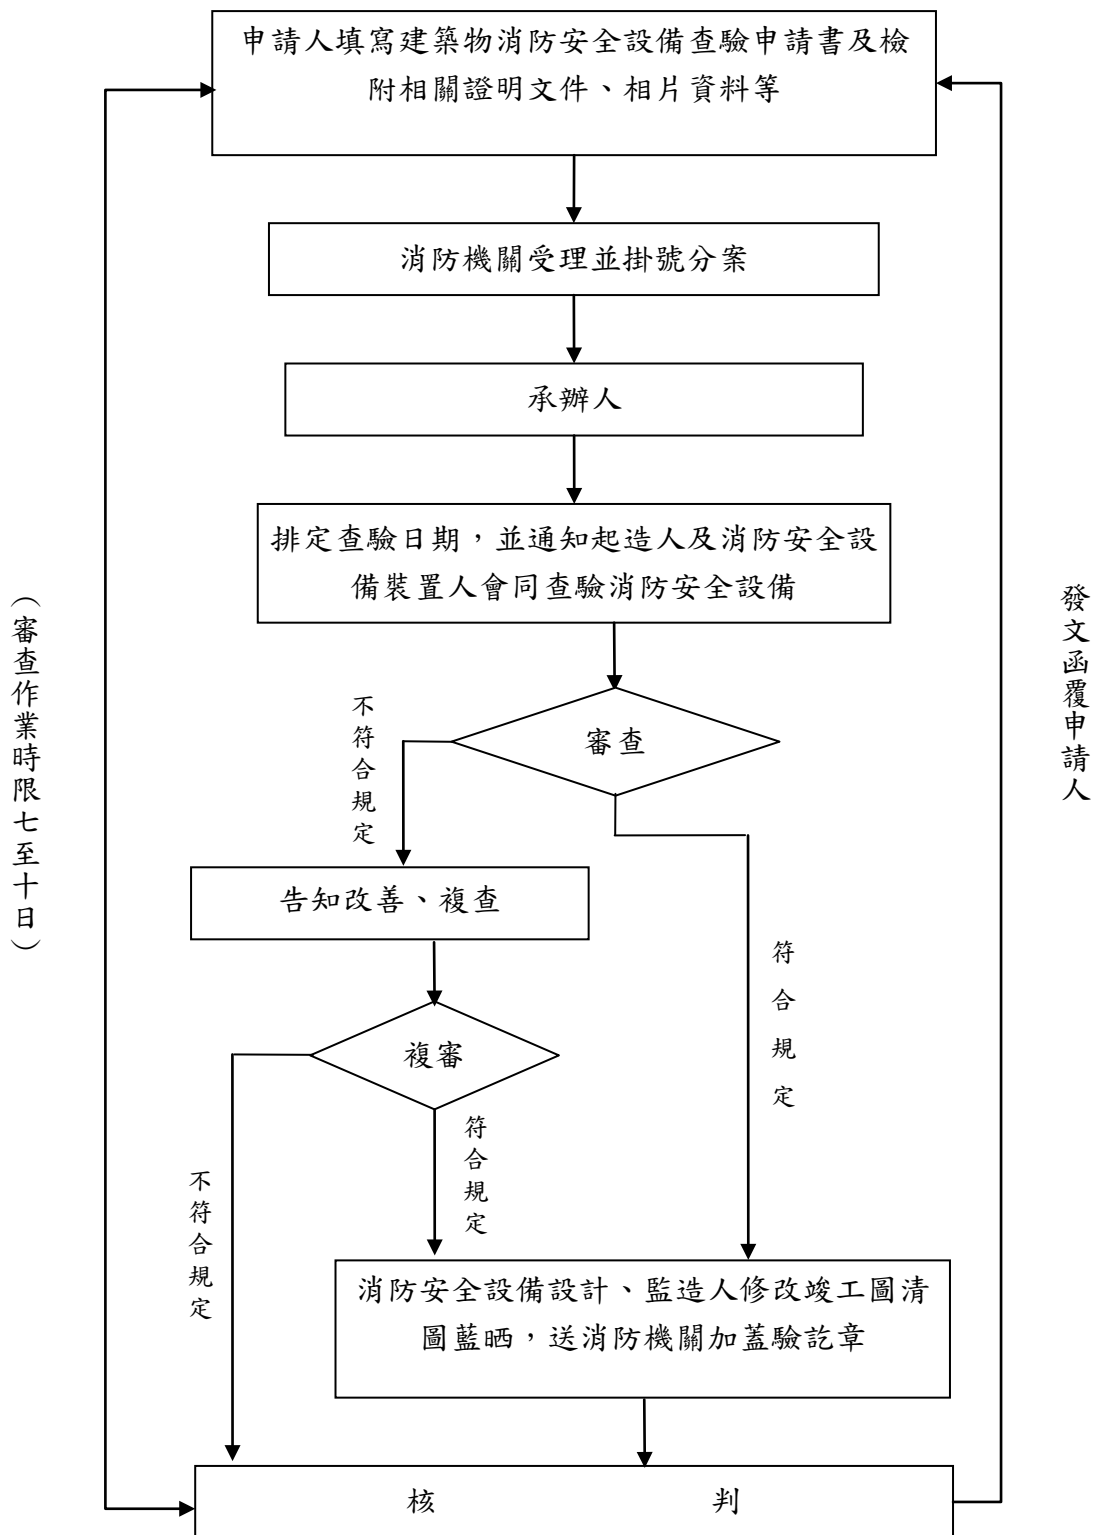 申請人填寫建築物消防安全設備查驗申請書及檢
附相關證明文件、相片資料等
消防機關受理並掛號分案
承辦人
排定查驗日期，並通知起造人及消防安全設
備裝置人會同查驗消防安全設備
（審查作業時限七至十日）
發文函覆申請人
審查
不符合規定
告知改善、複查
符合規定
複審
符合規定
不符合規定
消防安全設備設計、監造人修改竣工圖清
圖藍晒，送消防機關加蓋驗訖章
核 判